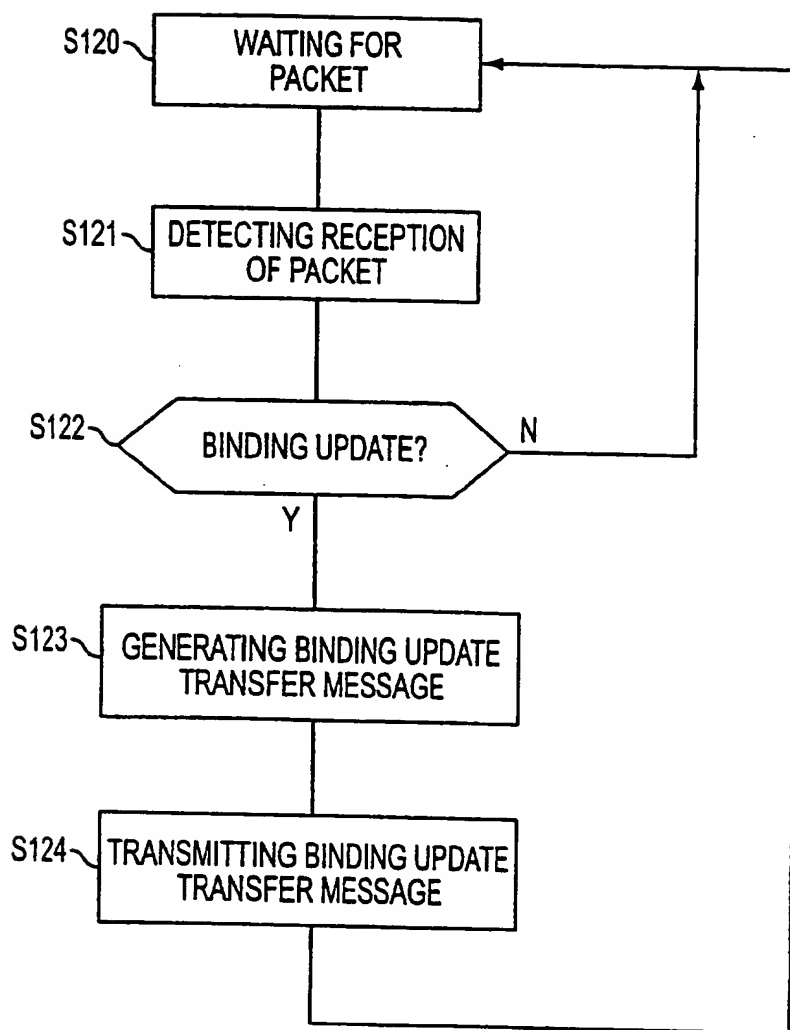 S120
WAITING FOR
PACKET
S121
DETECTING RECEPTION
OF PACKET
S122
BINDING UPDATE?
N
Y
S123
GENERATING BINDING UPDATE
TRANSFER MESSAGE
S124
TRANSMITTING BINDING UPDATE
TRANSFER MESSAGE